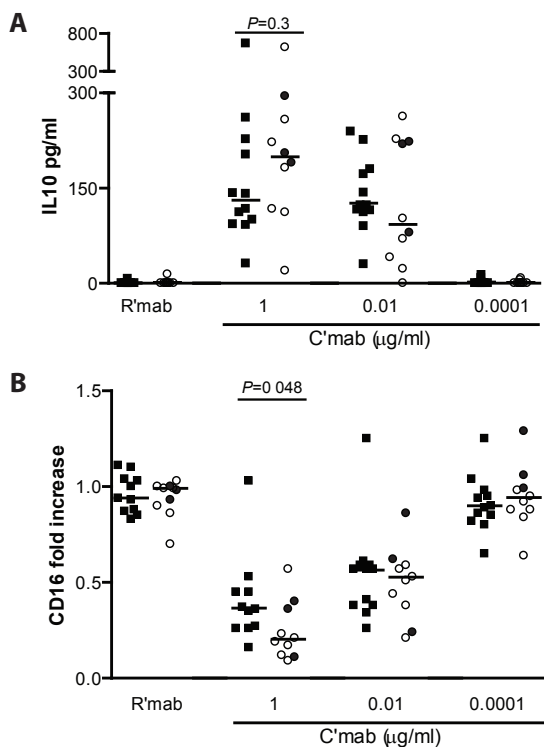 A
P=0.3
800
300
300
150
0
IL10 pg/ml
R'mab 1 0.01 0.0001
C'mab (μg/ml)
B
P=0 048
1.5
1.0
0.5
0.0
CD16 fold increase
R'mab 1 0.01 0.0001
C'mab (μg/ml)